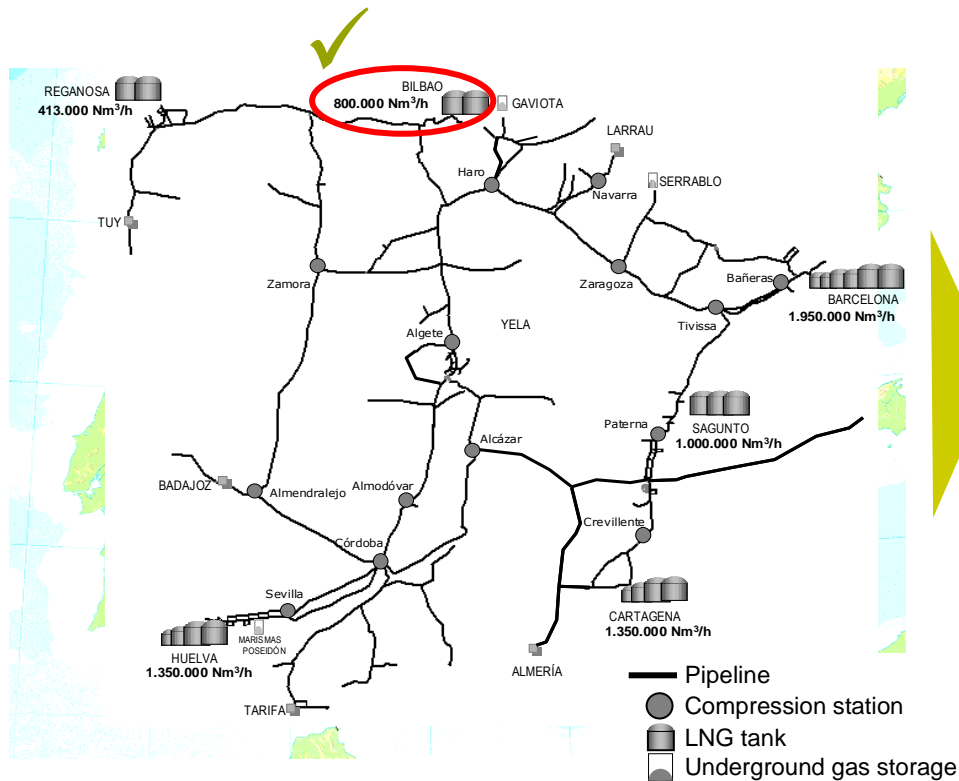 BILBAO
800.000 Nm³/h
REGANOSA
413.000 Nm³/h
GAVIOTA
LARRAU
Haro
Navarra
SERRABLO
TUY
Zamora
Zaragoza
Bañeras
BARCELONA
1.950.000 Nm³/h
Tivissa
YELA
Algete
SAGUNTO
1.000.000 Nm³/h
Paterna
Alcázar
BADAJOZ
Almendralejo
Almodóvar
Crevillente
Córdoba
Sevilla
CARTAGENA
1.350.000 Nm³/h
MARISMAS
POSEIDÓN
HUELVA
1.350.000 Nm³/h
ALMERÍA
TARIFA
Pipeline
Compression station
LNG tank
Underground gas storage